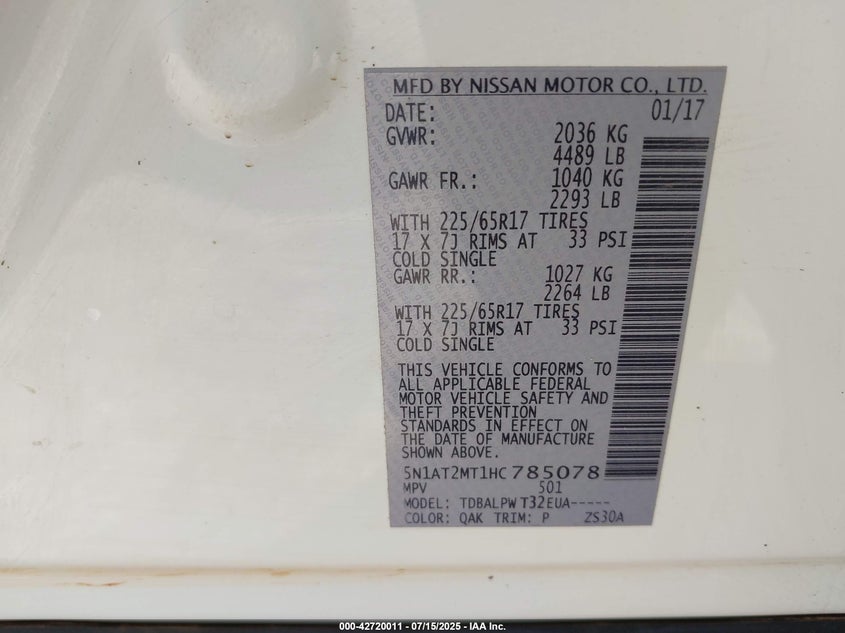 MFD BY NISSAN MOTOR CO., LTD.
DATE: 01/17
GVWR: 2036 KG
4489 LB
GAWR FR.: 1040 KG
2293 LB
WITH 225/65R17 TIRES
17 X 7J RIMS AT 33 PSI
COLD SINGLE
GAWR RR.: 1027 KG
2264 LB
WITH 225/65R17 TIRES
17 X 7J RIMS AT 33 PSI
COLD SINGLE
THIS VEHICLE CONFORMS TO
ALL APPLICABLE FEDERAL
MOTOR VEHICLE SAFETY AND
THEFT PREVENTION
STANDARDS IN EFFECT ON
THE DATE OF MANUFACTURE
SHOWN ABOVE.
5N1AT2MT1HC785078
MPV 501
MODEL: TDBALPW T32EUA-----
COLOR: QAK TRIM: P ZS30A
000-42720011 - 07/15/2025 - IAA Inc.